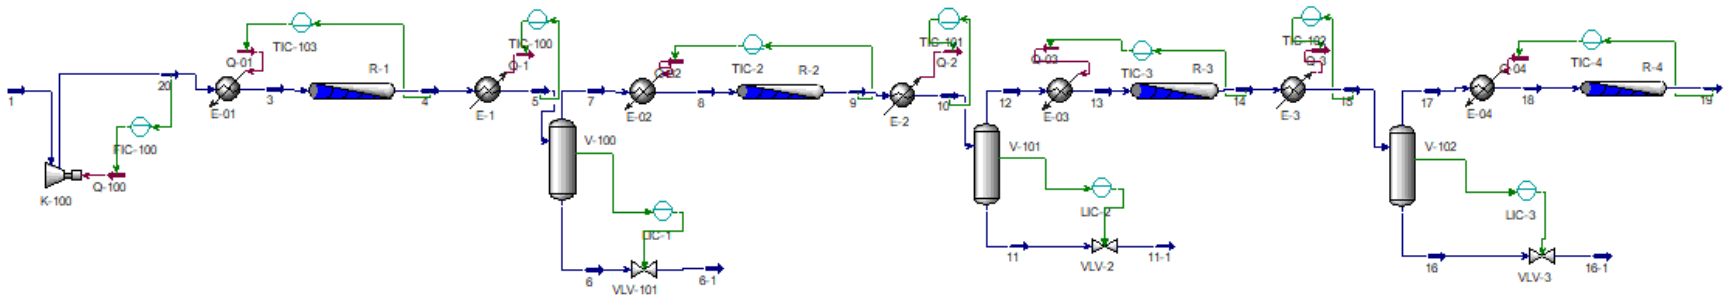 TIC-103
TIC-100
TIC-101
TIC-102
Q-01
Q-1
Q-02
TIC-2
R-2
Q-2
Q-03
TIC-3
R-3
Q-3
Q-04
TIC-4
R-4
R-1
1
20
3
4
5
7
8
9
10
12
13
14
15
17
18
19
E-01
E-1
E-02
E-2
E-03
E-3
E-04
FIC-100
V-100
V-101
V-102
Q-100
K-100
LIC-1
LIC-2
LIC-3
6
6-1
VLV-101
11
11-1
VLV-2
16
16-1
VLV-3